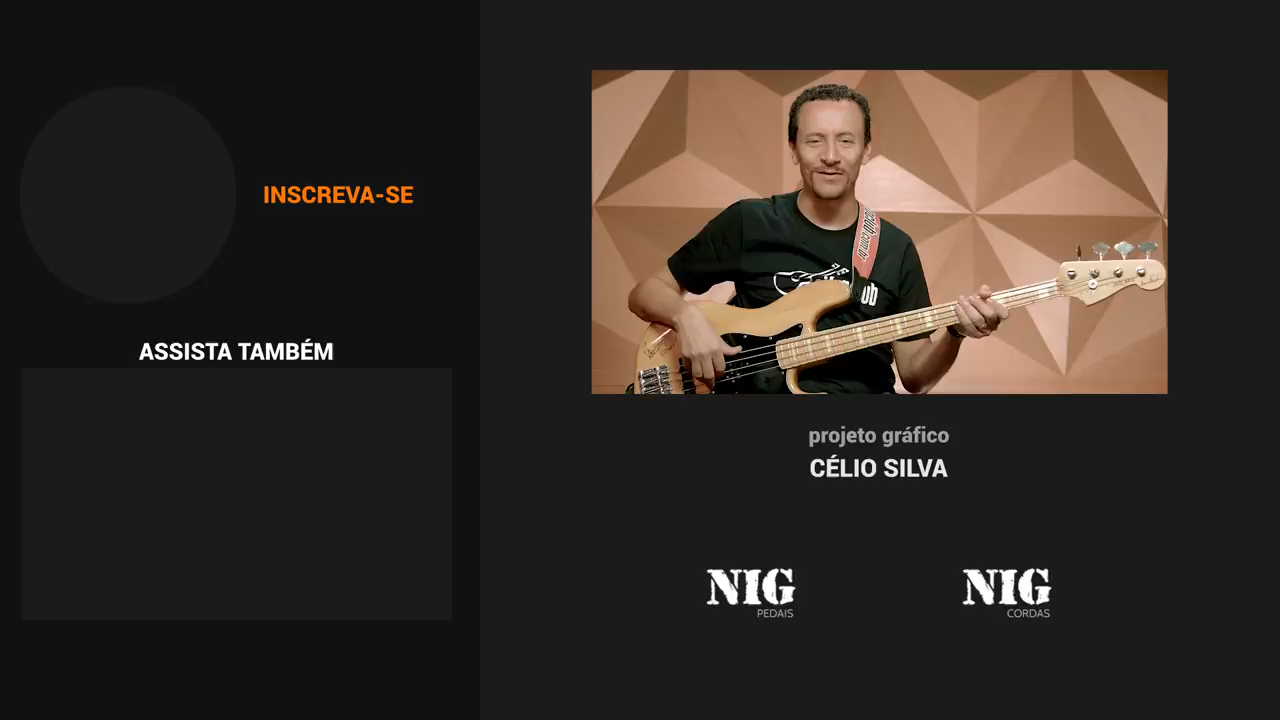 INSCREVA-SE
ASSISTA TAMBÉM
projeto gráfico
CÉLIO SILVA
NIG
PEDAIS
NIG
CORDAS